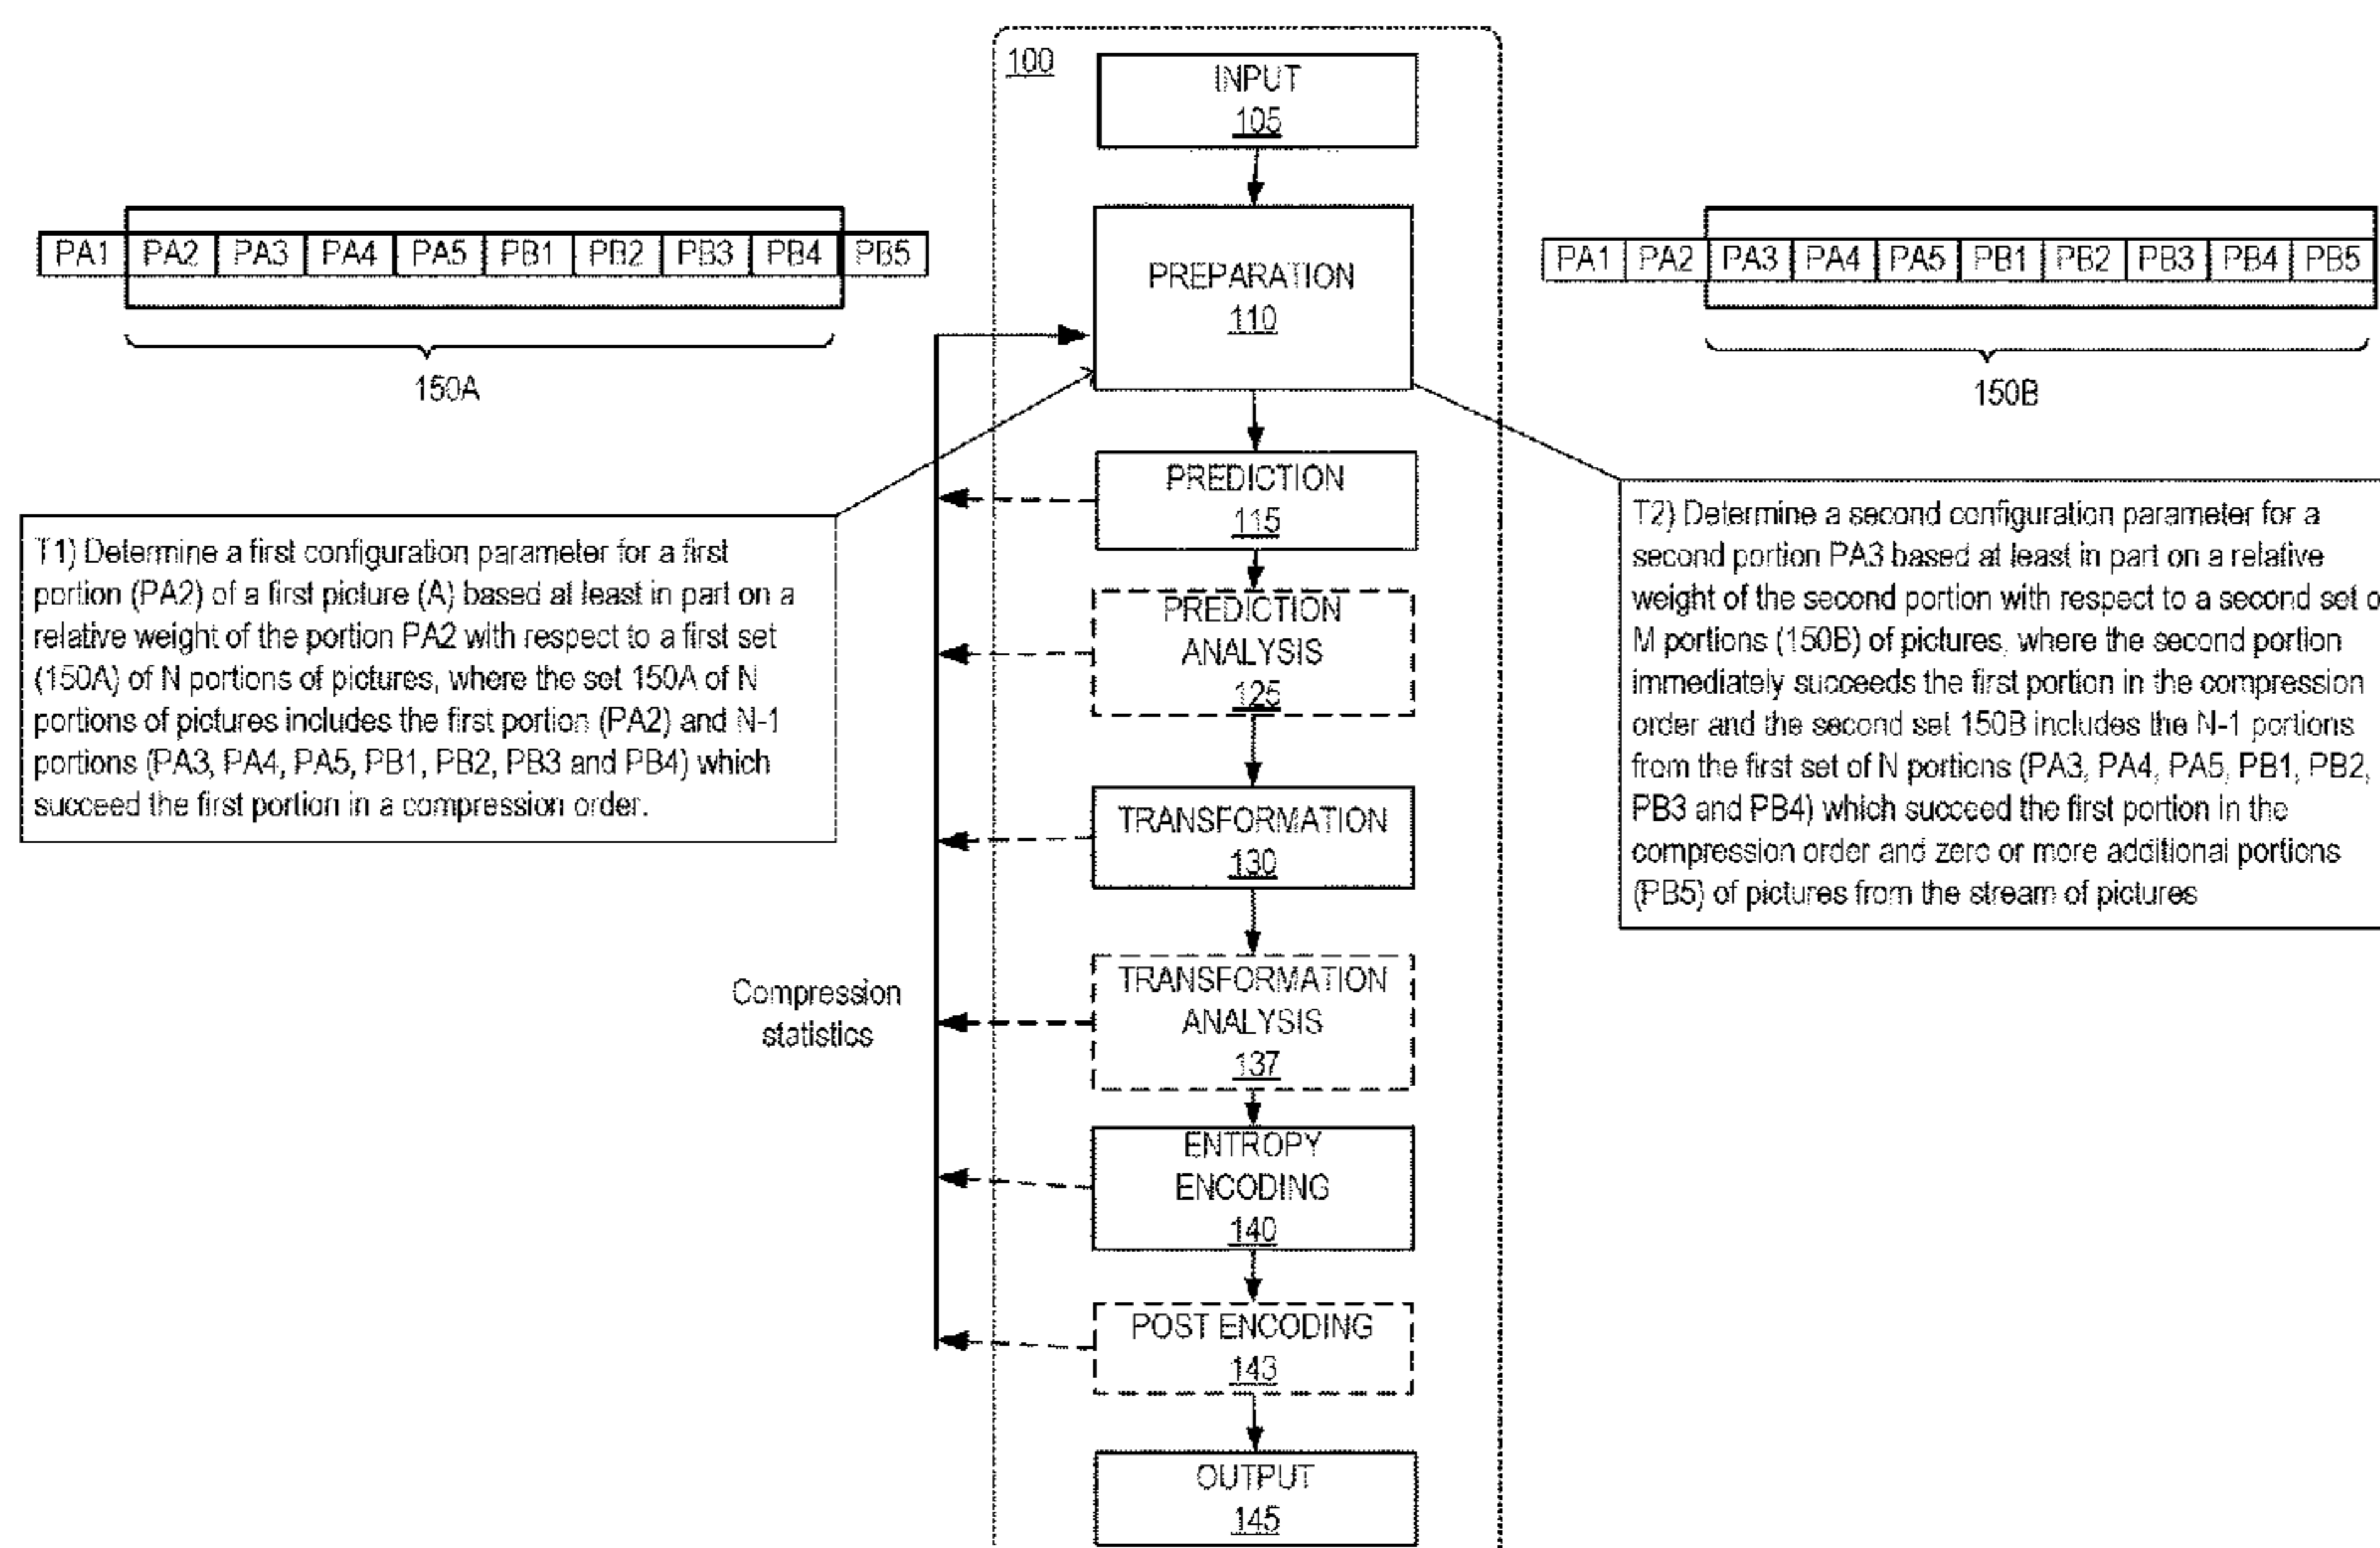 100
INPUT
105
PA1 PA2 PA3 PA4 PA5 PB1 PB2 PB3 PB4 PB5
150A
PREPARATION
110
PA1 PA2 PA3 PA4 PA5 PB1 PB2 PB3 PB4 PB5
150B
T1) Determine a first configuration parameter for a first
portion (PA2) of a first picture (A) based at least in part on a
relative weight of the portion PA2 with respect to a first set
(150A) of N portions of pictures, where the set 150A of N
portions of pictures includes the first portion (PA2) and N-1
portions (PA3, PA4, PA5, PB1, PB2, PB3 and PB4) which
succeed the first portion in a compression order.
PREDICTION
115
PREDICTION
ANALYSIS
125
TRANSFORMATION
130
TRANSFORMATION
ANALYSIS
137
ENTROPY
ENCODING
140
POST ENCODING
143
OUTPUT
145
Compression
statistics
T2) Determine a second configuration parameter for a
second portion PA3 based at least in part on a relative
weight of the second portion with respect to a second set o
M portions (150B) of pictures, where the second portion
immediately succeeds the first portion in the compression
order and the second set 150B includes the N-1 portions
from the first set of N portions (PA3, PA4, PA5, PB1, PB2,
PB3 and PB4) which succeed the first portion in the
compression order and zero or more additional portions
(PB5) of pictures from the stream of pictures